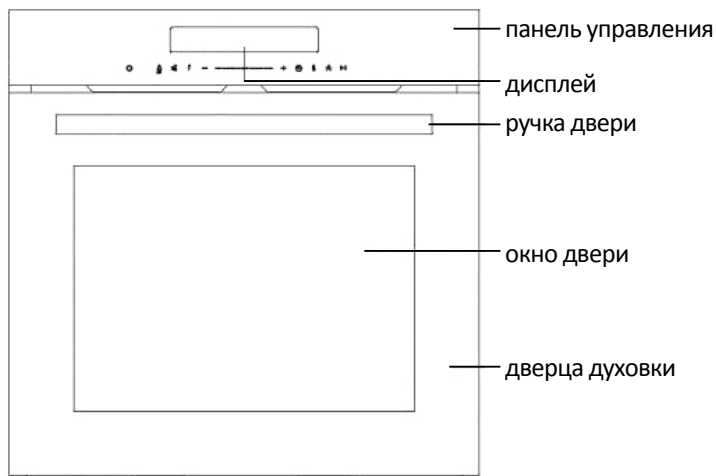 панель управления
дисплей
ручка двери
окно двери
дверца духовки